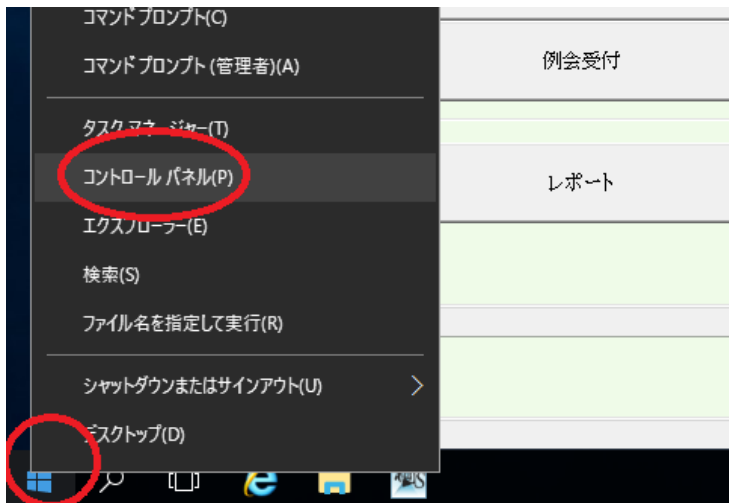 コマンド プロンプト(C)
コマンド プロンプト (管理者)(A)
タスク マネージャー(T)
コントロール パネル(P)
エクスプローラー(E)
検索(S)
ファイル名を指定して実行(R)
シャットダウンまたはサインアウト(U)
デスクトップ(D)
例会受付
レポート